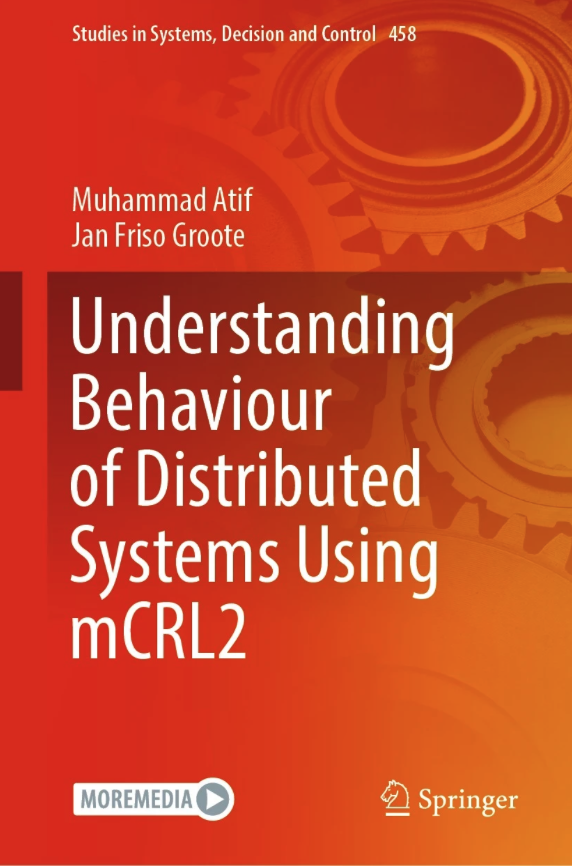 Studies in Systems, Decision and Control 458
Muhammad Atif
Jan Friso Groote
Understanding
Behaviour
of Distributed
Systems Using
mCRL2
MOREMEDIA
Springer